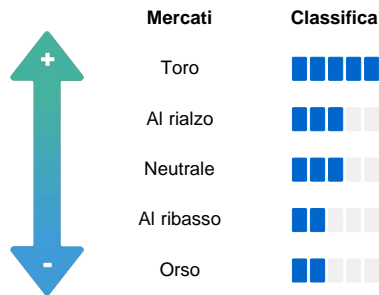 Mercati Classifica
+
Toro
Al rialzo
Neutrale
Al ribasso
-
Orso